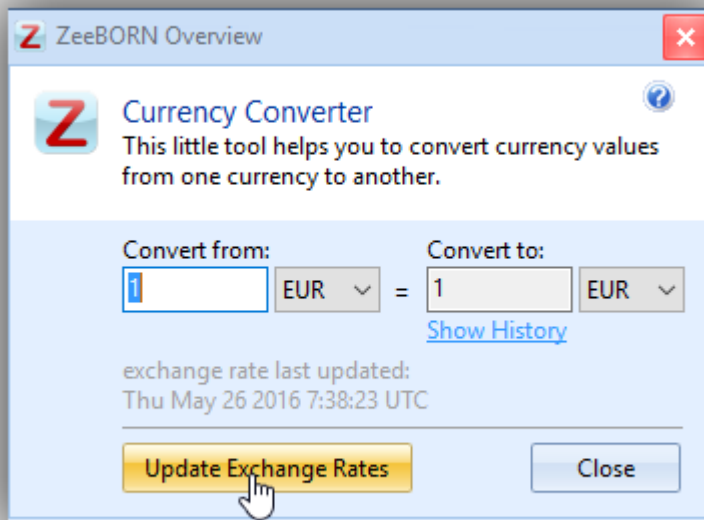 Z ZeeBORN Overview
Z Currency Converter
This little tool helps you to convert currency values
from one currency to another.
Convert from: Convert to:
1 EUR = 1 EUR
Show History
exchange rate last updated:
Thu May 26 2016 7:38:23 UTC
Update Exchange Rates Close